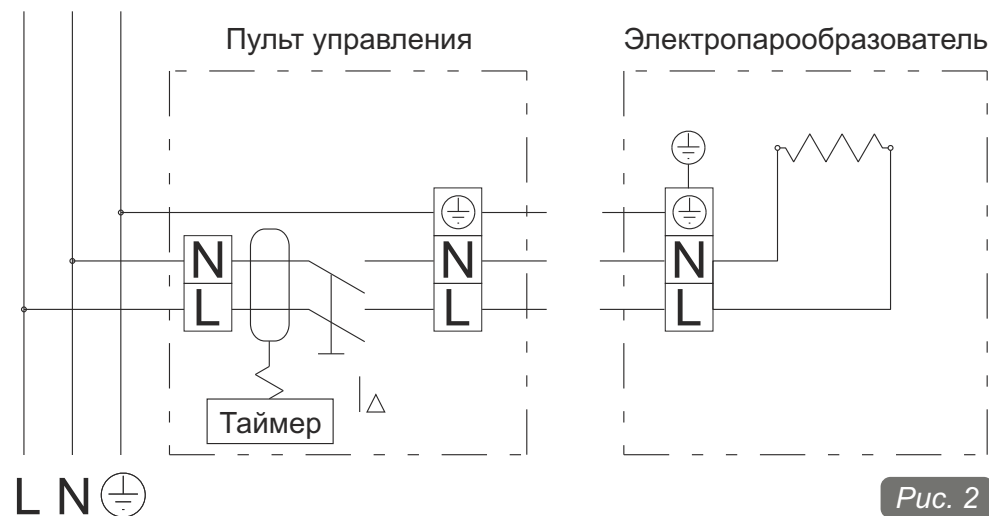 Пульт управления
Электропарообразователь
N
N
N
L
L
L
Таймер
L N
Рис. 2